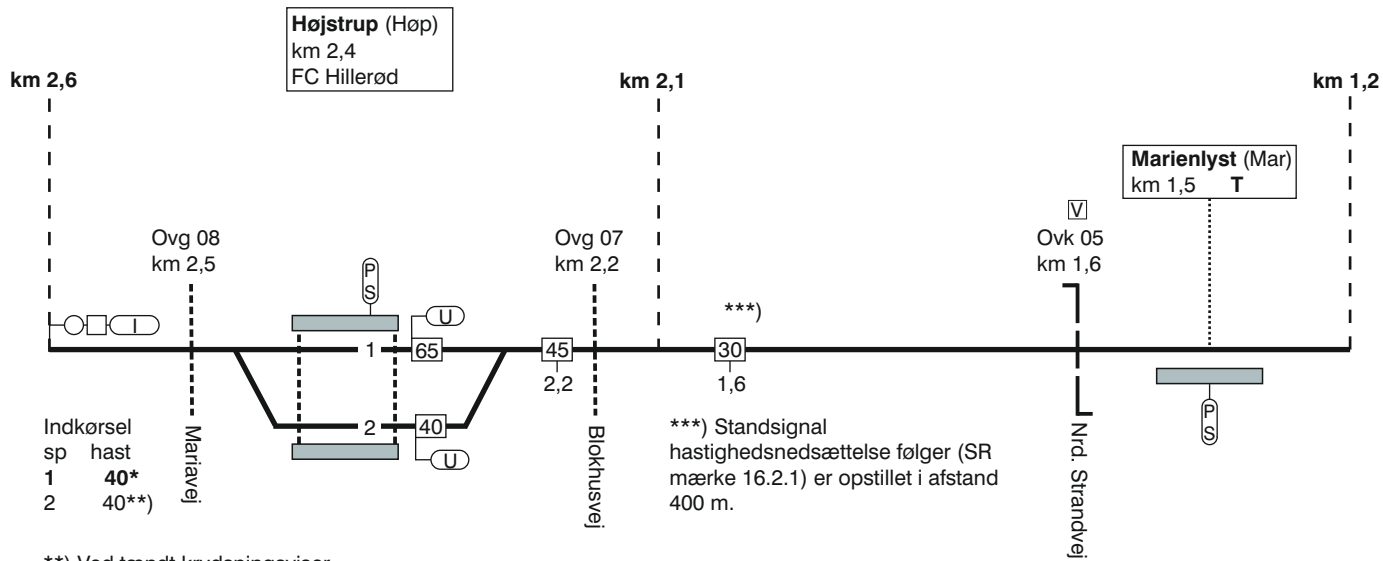 Højstrup (Høp)
km 2,4
FC Hillerød
km 2,6
km 2,1
km 1,2
Marienlyst (Mar)
km 1,5 T
V
Ovg 08
km 2,5
Ovg 07
km 2,2
Ovk 05
km 1,6
P
S
***)
I
U
1
65
45
30
2,2
1,6
2
40
U
P
S
Indkørsel
sp hast
1 40*
2 40**)
Mariavej
Blokhusvej
Nrd. Strandvej
***) Standsignal
hastighedsnedsættelse følger (SR
mærke 16.2.1) er opstillet i afstand
400 m.
**) Ved tændt krydsningsviser